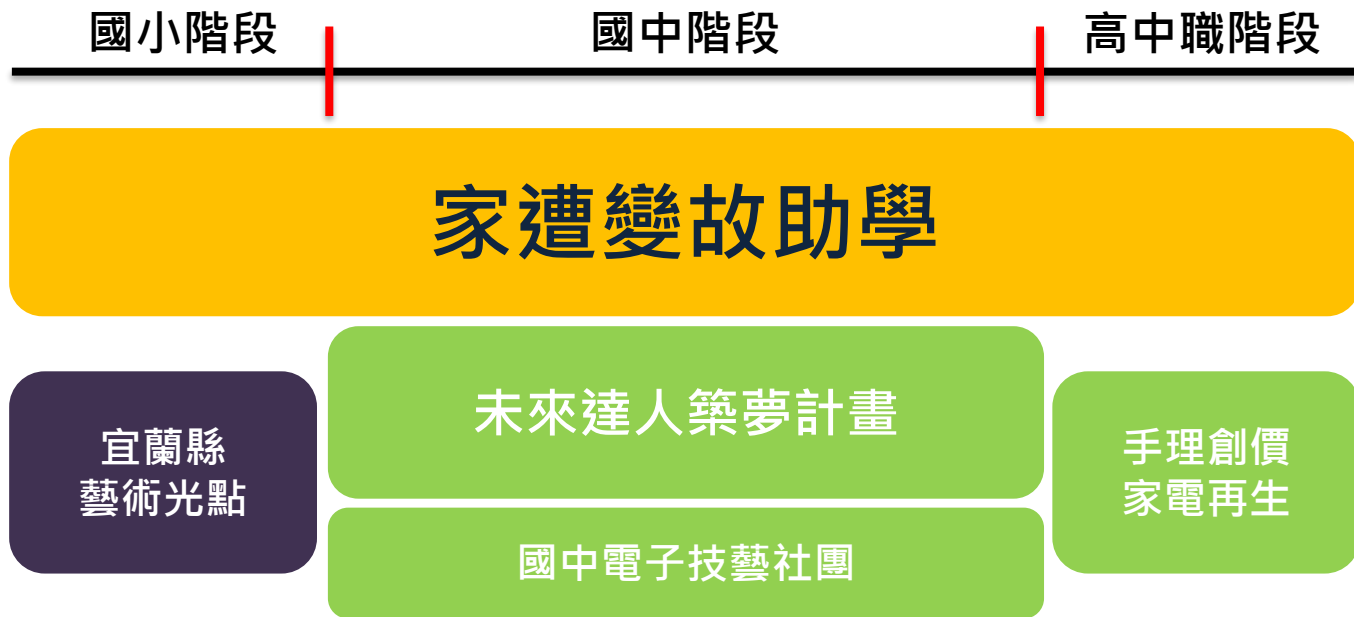 國小階段
國中階段
高中職階段
家遭變故助學
未來達人築夢計畫
宜蘭縣
藝術光點
手理創價
家電再生
國中電子技藝社團